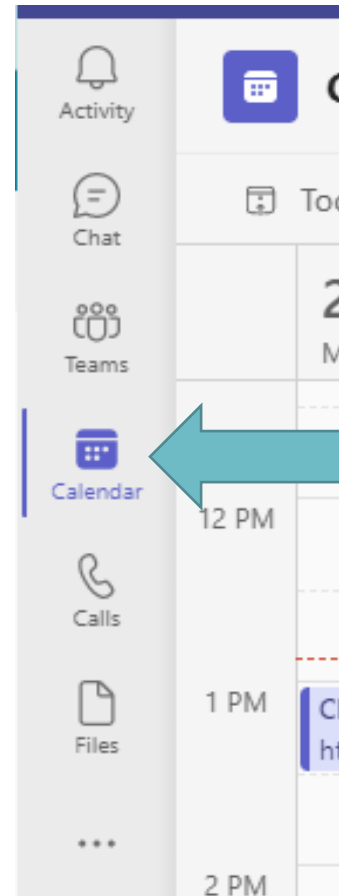 Activity
Chat
Teams
Calendar
Calls
Files
12 PM
1 PM
2 PM